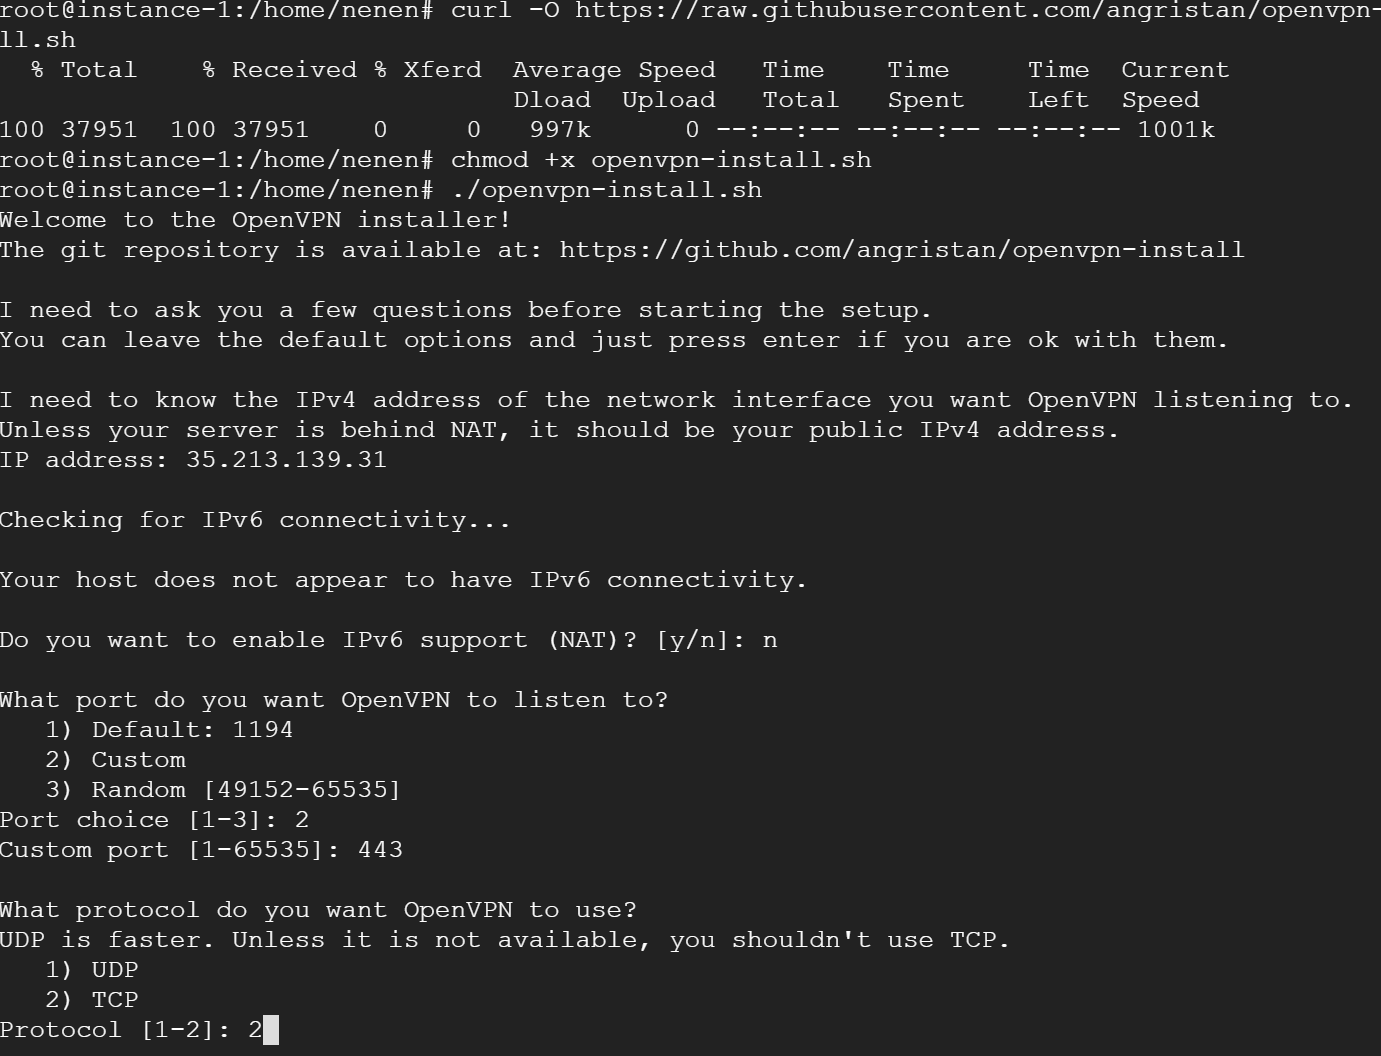 root@instance-1:/home/nenen# curl -O https://raw.githubusercontent.com/angristan/openvpn-
ll.sh
% Total % Received % Xferd Average Speed Time Time Time Current
Dload Upload Total Spent Left Speed
100 37951 100 37951 0 0 997k 0 --:--:-- --:--:-- --:--:-- 1001k
root@instance-1:/home/nenen# chmod +x openvpn-install.sh
root@instance-1:/home/nenen# ./openvpn-install.sh
Welcome to the OpenVPN installer!
The git repository is available at: https://github.com/angristan/openvpn-install
I need to ask you a few questions before starting the setup.
You can leave the default options and just press enter if you are ok with them.
I need to know the IPv4 address of the network interface you want OpenVPN listening to.
Unless your server is behind NAT, it should be your public IPv4 address.
IP address: 35.213.139.31
Checking for IPv6 connectivity...
Your host does not appear to have IPv6 connectivity.
Do you want to enable IPv6 support (NAT)? [y/n]: n
What port do you want OpenVPN to listen to?
1) Default: 1194
2) Custom
3) Random [49152-65535]
Port choice [1-3]: 2
Custom port [1-65535]: 443
What protocol do you want OpenVPN to use?
UDP is faster. Unless it is not available, you shouldn't use TCP.
1) UDP
2) TCP
Protocol [1-2]: 2